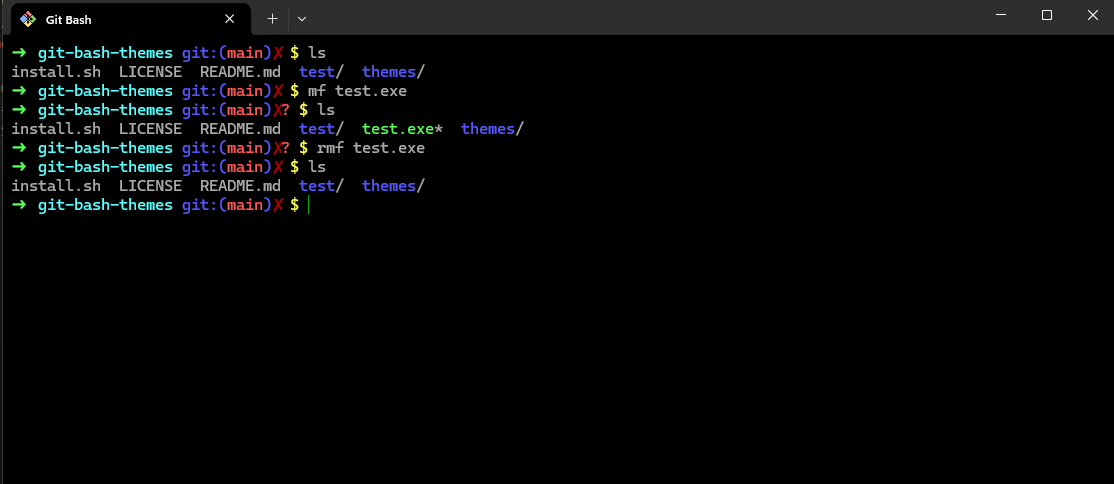 Git Bash
➜ git-bash-themes git:(main)✗ $ ls
install.sh LICENSE README.md test/ themes/
➜ git-bash-themes git:(main)✗ $ mf test.exe
➜ git-bash-themes git:(main)✗? $ ls
install.sh LICENSE README.md test/ test.exe* themes/
➜ git-bash-themes git:(main)✗? $ rmf test.exe
➜ git-bash-themes git:(main)✗ $ ls
install.sh LICENSE README.md test/ themes/
➜ git-bash-themes git:(main)✗ $